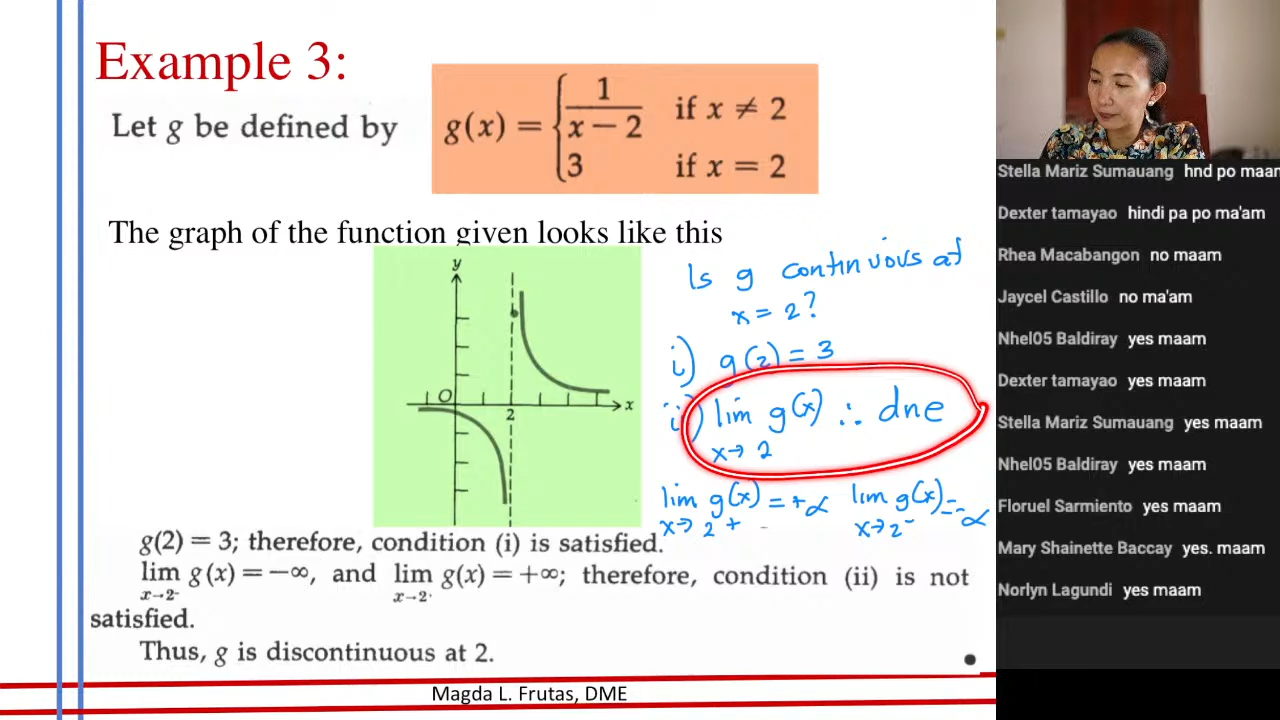 Example 3:
Let g be defined by
g(x) = { 1/(x − 2) if x ≠ 2
3 if x = 2
The graph of the function given looks like this
y
O
2
x
Is g continuous at
x = 2?
i) g(2) = 3
ii) lim g(x) ∴ dne
x→2
lim g(x) = +∝ lim g(x) = -∝
x→2+ x→2-
g(2) = 3; therefore, condition (i) is satisfied.
lim g(x) = −∞, and lim g(x) = +∞; therefore, condition (ii) is not
x→2- x→2+
satisfied.
Thus, g is discontinuous at 2.
Magda L. Frutas, DME
Stella Mariz Sumauang hnd po maam
Dexter tamayao hindi pa po ma'am
Rhea Macabangon no maam
Jaycel Castillo no ma'am
Nhel05 Baldiray yes maam
Dexter tamayao yes maam
Stella Mariz Sumauang yes maam
Nhel05 Baldiray yes maam
Floruel Sarmiento yes maam
Mary Shainette Baccay yes. maam
Norlyn Lagundi yes maam